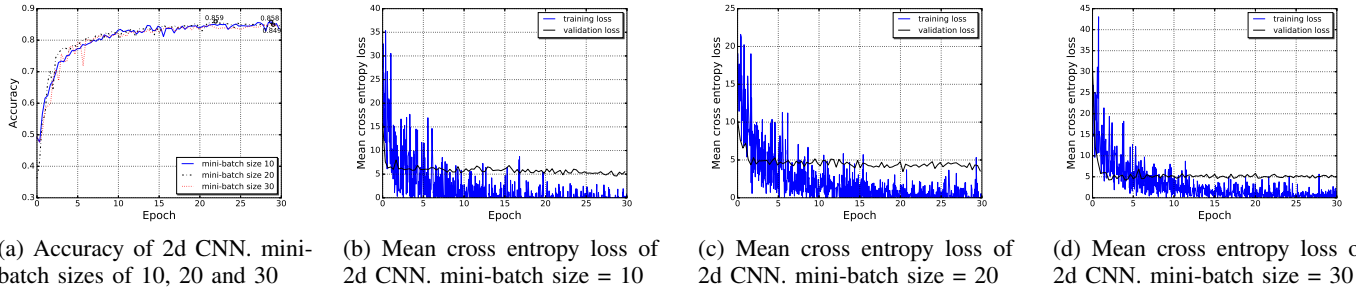 0.9
0.8
0.7
0.6
0.5
0.4
0.3
Accuracy
0.859
0.858
0.849
mini-batch size 10
mini-batch size 20
mini-batch size 30
0 5 10 15 20 25 30
Epoch
40
35
30
25
20
15
10
5
0
Mean cross entropy loss
training loss
validation loss
0 5 10 15 20 25 30
Epoch
25
20
15
10
5
0
Mean cross entropy loss
training loss
validation loss
0 5 10 15 20 25 30
Epoch
45
40
35
30
25
20
15
10
5
0
Mean cross entropy loss
training loss
validation loss
0 5 10 15 20 25 30
Epoch
(a) Accuracy of 2d CNN. mini-
batch sizes of 10, 20 and 30
(b) Mean cross entropy loss of
2d CNN. mini-batch size = 10
(c) Mean cross entropy loss of
2d CNN. mini-batch size = 20
(d) Mean cross entropy loss of
2d CNN. mini-batch size = 30